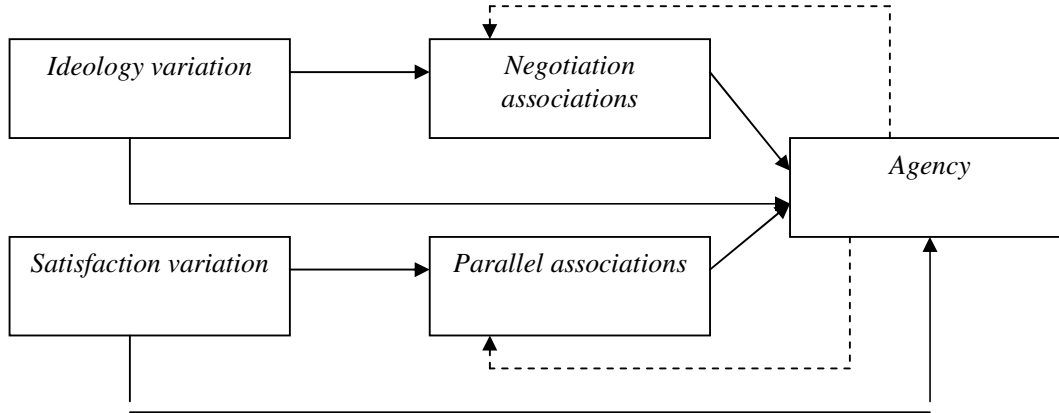 Ideology variation
Negotiation
associations
Agency
Satisfaction variation
Parallel associations